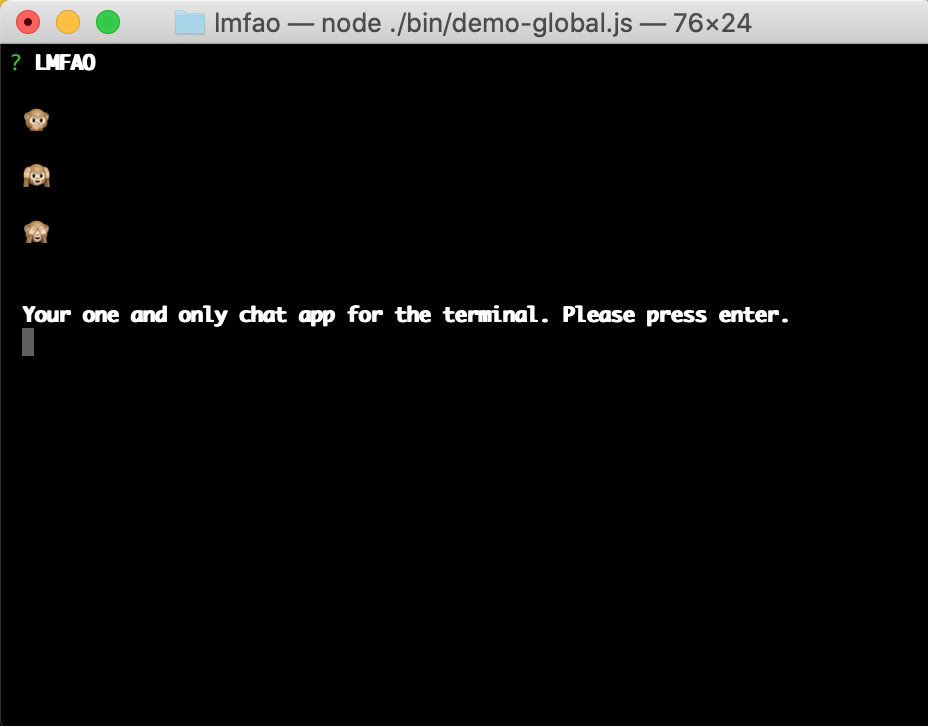 lmfao — node ./bin/demo-global.js — 76×24
? LMFAO
🙊
🙉
🙈
Your one and only chat app for the terminal. Please press enter.